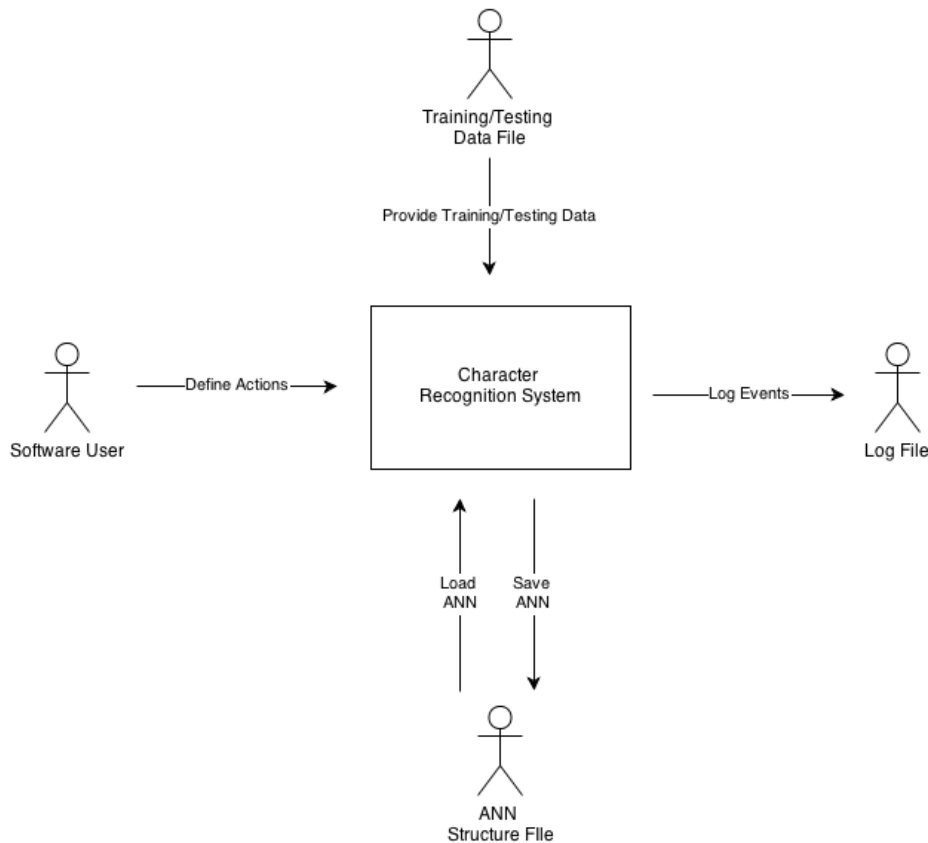 Training/Testing
Data File
Provide Training/Testing Data
Define Actions
Character
Recognition System
Log Events
Software User
Log File
Load
ANN
Save
ANN
ANN
Structure FIle